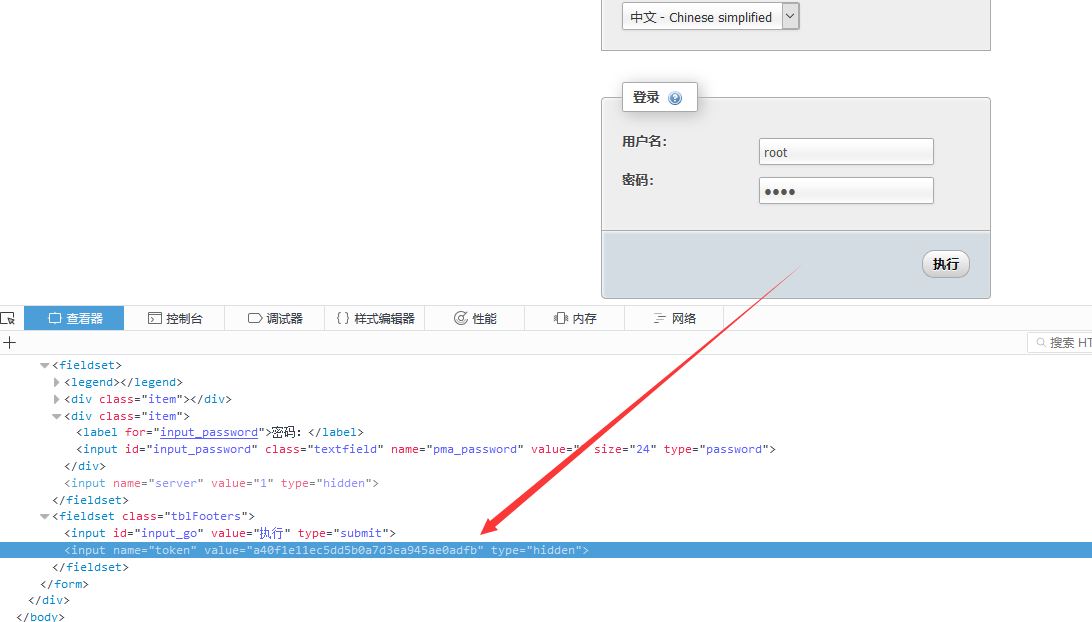 中文 - Chinese simplified
登录
用户名:
root
密码:
执行
查看器
控制台
调试器
{ } 样式编辑器
性能
内存
网络
搜索 HT
<fieldset>
<legend></legend>
<div class="item"></div>
<div class="item">
<label for="input_password">密码: </label>
<input id="input_password" class="textfield" name="pma_password" value="" size="24" type="password">
</div>
<input name="server" value="1" type="hidden">
</fieldset>
<fieldset class="tblFooters">
<input id="input_go" value="执行" type="submit">
<input name="token" value="a40f1e11ec5dd5b0a7d3ea945ae0adfb" type="hidden">
</fieldset>
</form>
</div>
</body>